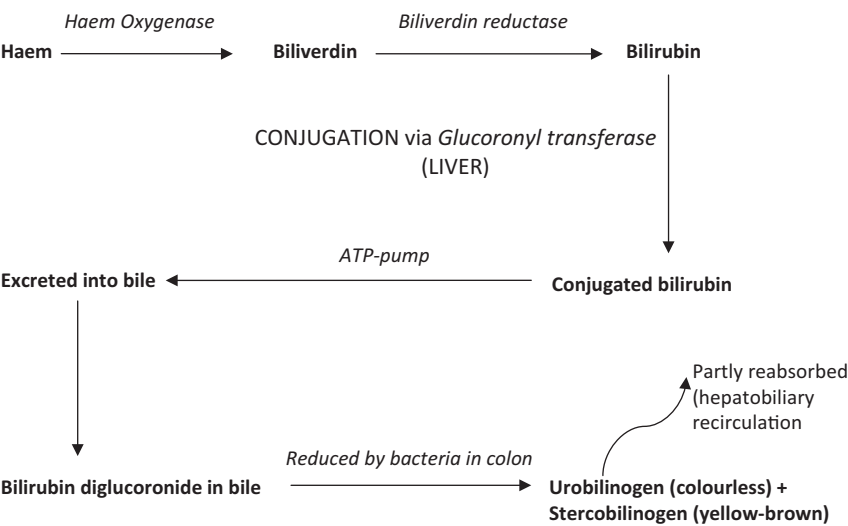 Haem Oxygenase
Biliverdin reductase
Haem
Biliverdin
Bilirubin
CONJUGATION via Glucoronyl transferase
(LIVER)
ATP-pump
Excreted into bile
Conjugated bilirubin
Partly reabsorbed
(hepatobiliary
recirculation
Reduced by bacteria in colon
Bilirubin diglucoronide in bile
Urobilinogen (colourless) +
Stercobilinogen (yellow-brown)